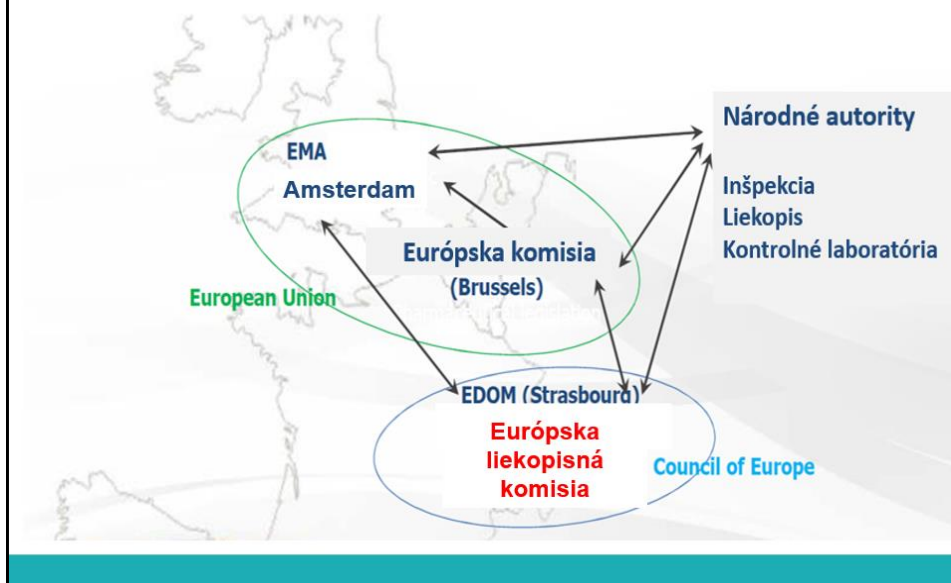 Národné autority
EMA
Amsterdam
Inšpekcia
Liekopis
Kontrolné laboratória
Európska komisia
(Brussels)
European Union
EDOM (Strasbourg)
Európska
liekopisná
komisia
Council of Europe